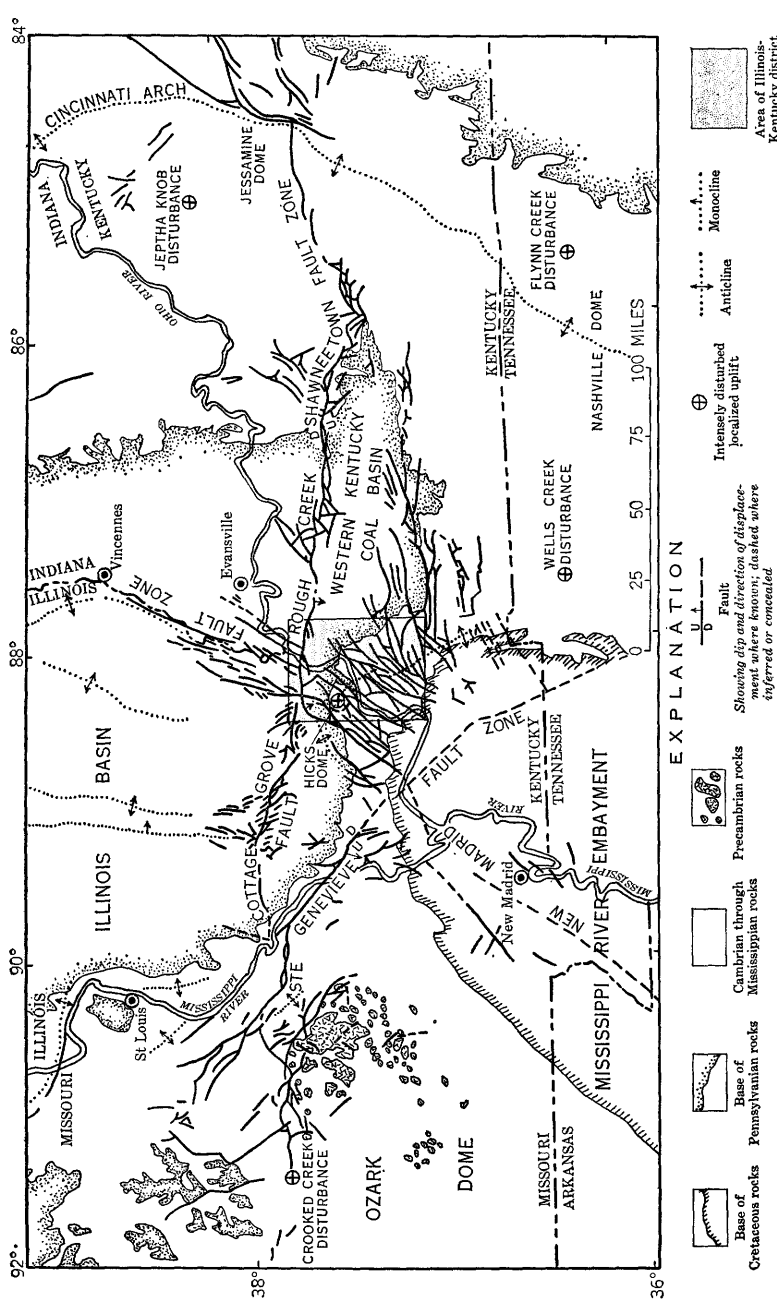 92°
90°
88°
86°
84°
38°
36°
ILLINOIS
MISSOURI
St Louis
MISSISSIPPI
RIVER
ILLINOIS
BASIN
INDIANA
ILLINOIS
Vincennes
FAULT
ZONE
Evansville
OHIO RIVER
INDIANA
KENTUCKY
JEPTHA KNOB
DISTURBANCE
CINCINNATI ARCH
JESSAMINE
DOME
COTTAGE
GROVE
FAULT
HICKS
DOME
ROUGH
CREEK
D SHAWNEETOWN
U
FAULT
ZONE
WESTERN
KENTUCKY
COAL
BASIN
STE
GENEVIEVE
U
D
CROOKED CREEK
DISTURBANCE
OZARK
DOME
MISSOURI
ARKANSAS
MISSISSIPPI
RIVER
EMBAYMENT
NEW
MADRID
FAULT
ZONE
New Madrid
RIVER
MISSISSIPPI
KENTUCKY
TENNESSEE
WELLS CREEK
DISTURBANCE
KENTUCKY
TENNESSEE
FLYNN CREEK
DISTURBANCE
NASHVILLE DOME
0 25 50 75 100 MILES
EXPLANATION
Base of
Cretaceous rocks
Base of
Pennsylvanian rocks
Cambrian through
Mississippian rocks
Precambrian rocks
U
D
Fault
Showing dip and direction of displace-
ment where known; dashed where
inferred or concealed
Intensely disturbed
localized uplift
Anticline
Monocline
Area of Illinois-
Kentucky district